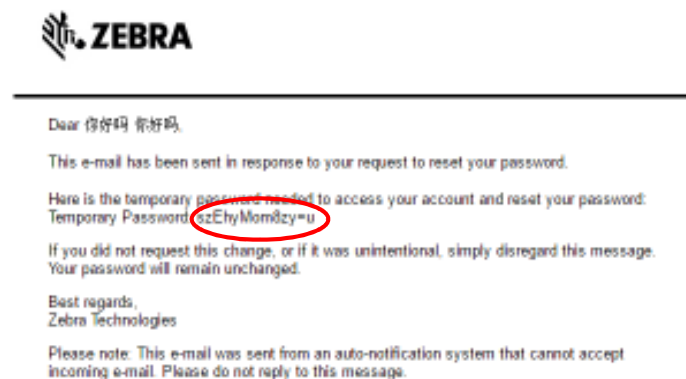 ZEBRA
Dear 你好吗 你好吗,
This e-mail has been sent in response to your request to reset your password.
Here is the temporary password needed to access your account and reset your password:
Temporary Password: szEhyMom8zy=u
If you did not request this change, or if it was unintentional, simply disregard this message.
Your password will remain unchanged.
Best regards,
Zebra Technologies
Please note: This e-mail was sent from an auto-notification system that cannot accept
incoming e-mail. Please do not reply to this message.